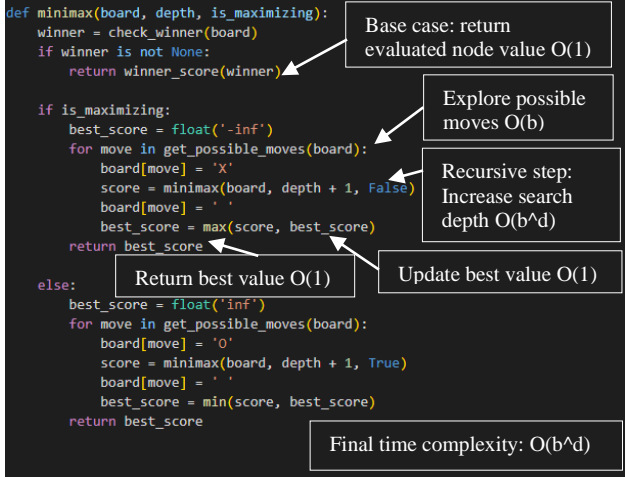 def minimax(board, depth, is_maximizing):
    winner = check_winner(board)
    if winner is not None:
        return winner_score(winner)
Base case: return
evaluated node value O(1)
    if is_maximizing:
        best_score = float('-inf')
        for move in get_possible_moves(board):
            board[move] = 'X'
            score = minimax(board, depth + 1, False)
            board[move] = ' '
            best_score = max(score, best_score)
        return best_score
Explore possible
moves O(b)
Recursive step:
Increase search
depth O(b^d)
Return best value O(1)
Update best value O(1)
    else:
        best_score = float('inf')
        for move in get_possible_moves(board):
            board[move] = 'O'
            score = minimax(board, depth + 1, True)
            board[move] = ' '
            best_score = min(score, best_score)
        return best_score
Final time complexity: O(b^d)